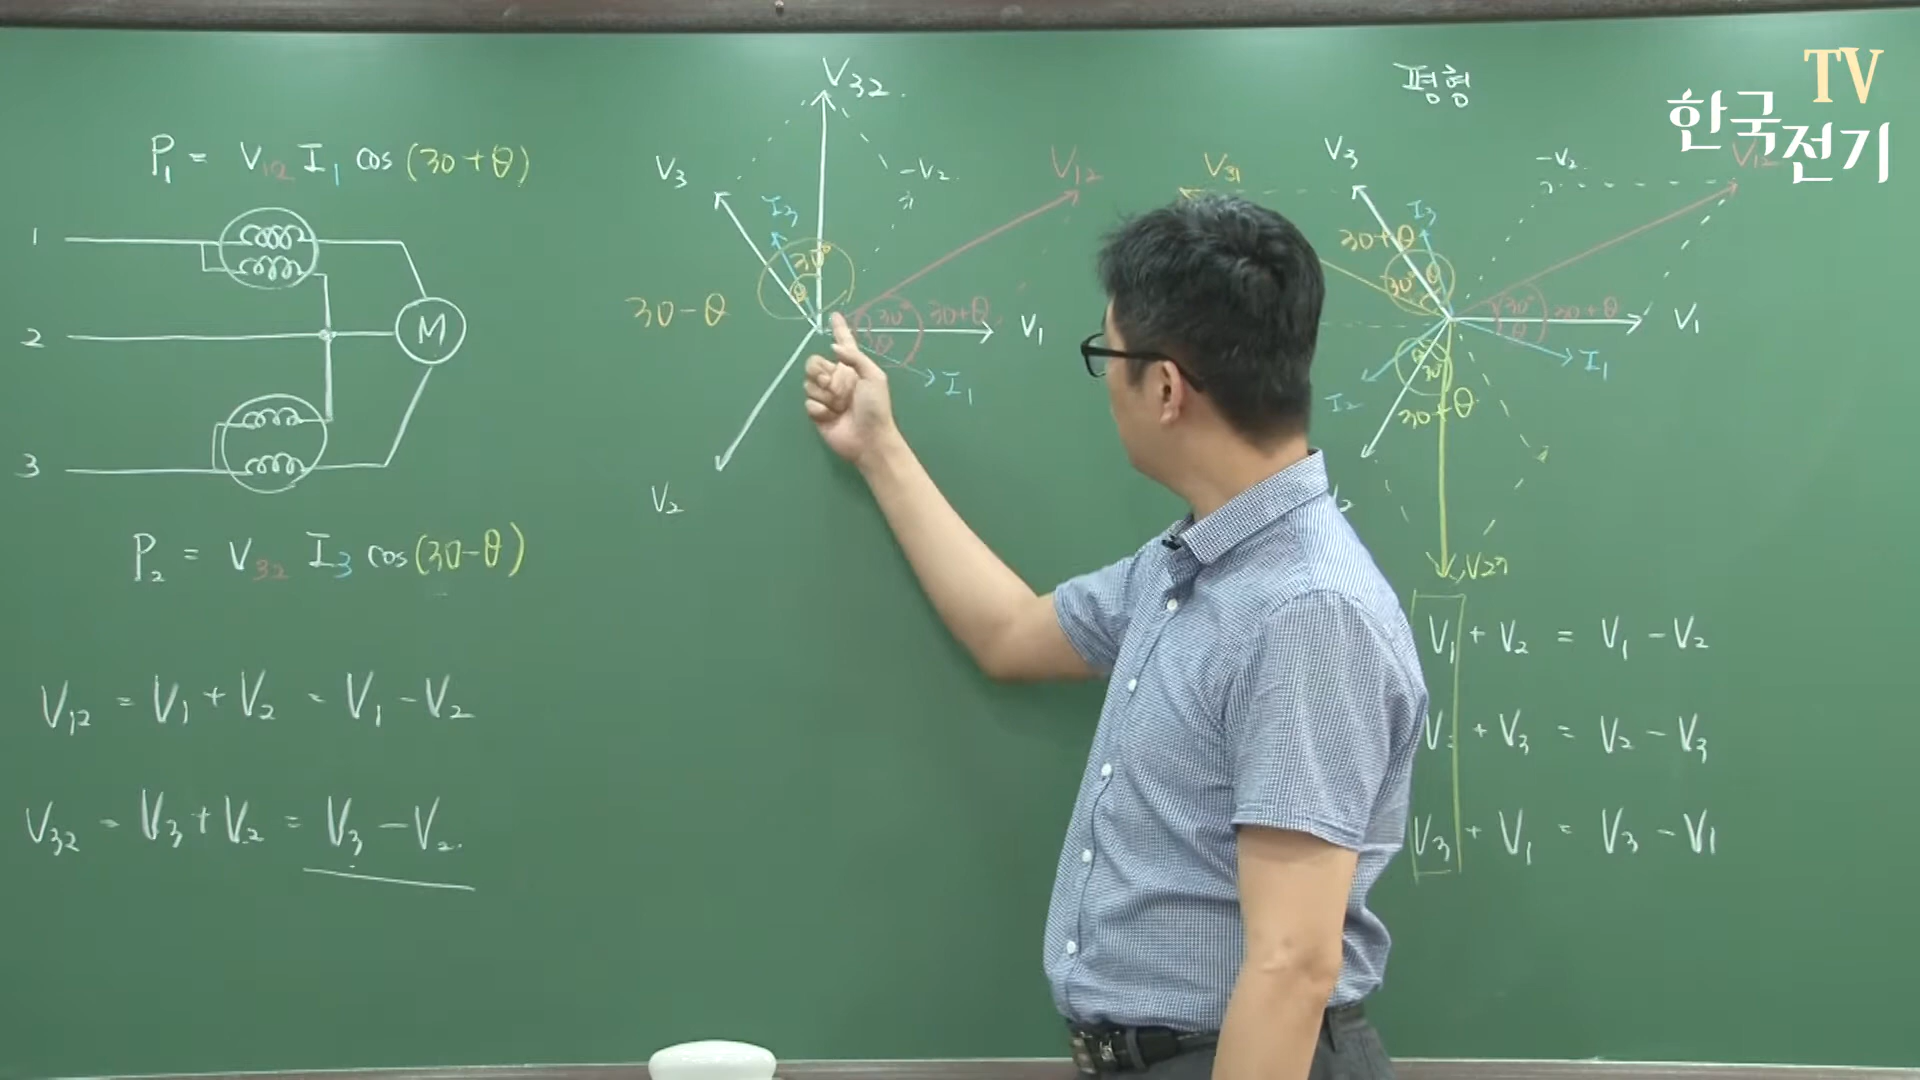 TV
한국
전기
P₁ = V₁₂ I₁ cos (30+θ)
1
2
3
M
P₂ = V₃₂ I₃ cos (30-θ)
V₁₂ = V₁ + V₂ = V₁ - V₂
V₃₂ = V₃ + V₂ = V₃ - V₂.
V₃₂.
V₃
I₃
-V₂.
V₁₂
30°
θ
30-θ
30°
30+θ
θ
V₁
I₁
V₂
평형
V₃₁
V₃
-V₂
V₁₂
I₃
30+θ
30°
θ
30°
30+θ
θ
V₁
I₁
θ
30°
I₂
30+θ
V₂₃
V₁ + V₂ = V₁ - V₂
V₂ + V₃ = V₂ - V₃
V₃ + V₁ = V₃ - V₁